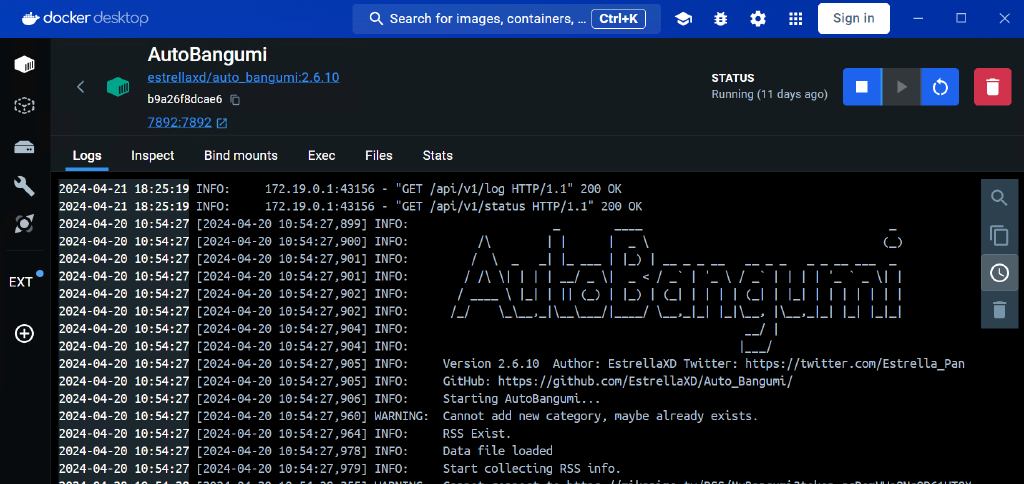 docker desktop
Search for images, containers, ... Ctrl+K
Sign in
AutoBangumi
estrellaxd/auto_bangumi:2.6.10
b9a26f8dcae6
7892:7892
STATUS
Running (11 days ago)
Logs Inspect Bind mounts Exec Files Stats
EXT
2024-04-21 18:25:19 INFO: 172.19.0.1:43156 - "GET /api/v1/log HTTP/1.1" 200 OK
2024-04-21 18:25:19 INFO: 172.19.0.1:43156 - "GET /api/v1/status HTTP/1.1" 200 OK
2024-04-20 10:54:27 [2024-04-20 10:54:27,899] INFO:
2024-04-20 10:54:27 [2024-04-20 10:54:27,900] INFO:
2024-04-20 10:54:27 [2024-04-20 10:54:27,901] INFO:
2024-04-20 10:54:27 [2024-04-20 10:54:27,901] INFO:
AutoBangumi
2024-04-20 10:54:27 [2024-04-20 10:54:27,902] INFO:
2024-04-20 10:54:27 [2024-04-20 10:54:27,902] INFO:
2024-04-20 10:54:27 [2024-04-20 10:54:27,904] INFO:
2024-04-20 10:54:27 [2024-04-20 10:54:27,904] INFO:
2024-04-20 10:54:27 [2024-04-20 10:54:27,905] INFO: Version 2.6.10 Author: EstrellaXD Twitter: https://twitter.com/Estrella_Pan
2024-04-20 10:54:27 [2024-04-20 10:54:27,905] INFO: GitHub: https://github.com/EstrellaXD/Auto_Bangumi/
2024-04-20 10:54:27 [2024-04-20 10:54:27,906] INFO: Starting AutoBangumi...
2024-04-20 10:54:27 [2024-04-20 10:54:27,960] WARNING: Cannot add new category, maybe already exists.
2024-04-20 10:54:27 [2024-04-20 10:54:27,964] INFO: RSS Exist.
2024-04-20 10:54:27 [2024-04-20 10:54:27,978] INFO: Data file loaded
2024-04-20 10:54:27 [2024-04-20 10:54:27,979] INFO: Start collecting RSS info.